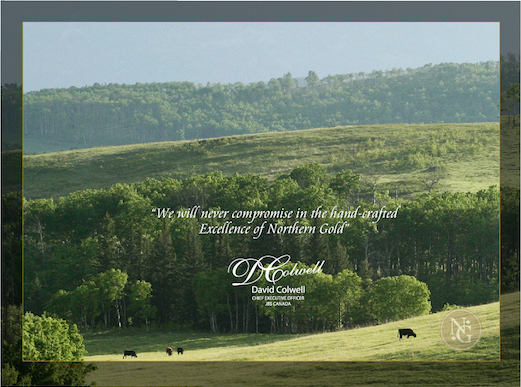 “We will never compromise in the hand-crafted
Excellence of Northern Gold”
DColwell
David Colwell
CHIEF EXECUTIVE OFFICER
JBS CANADA
N
G